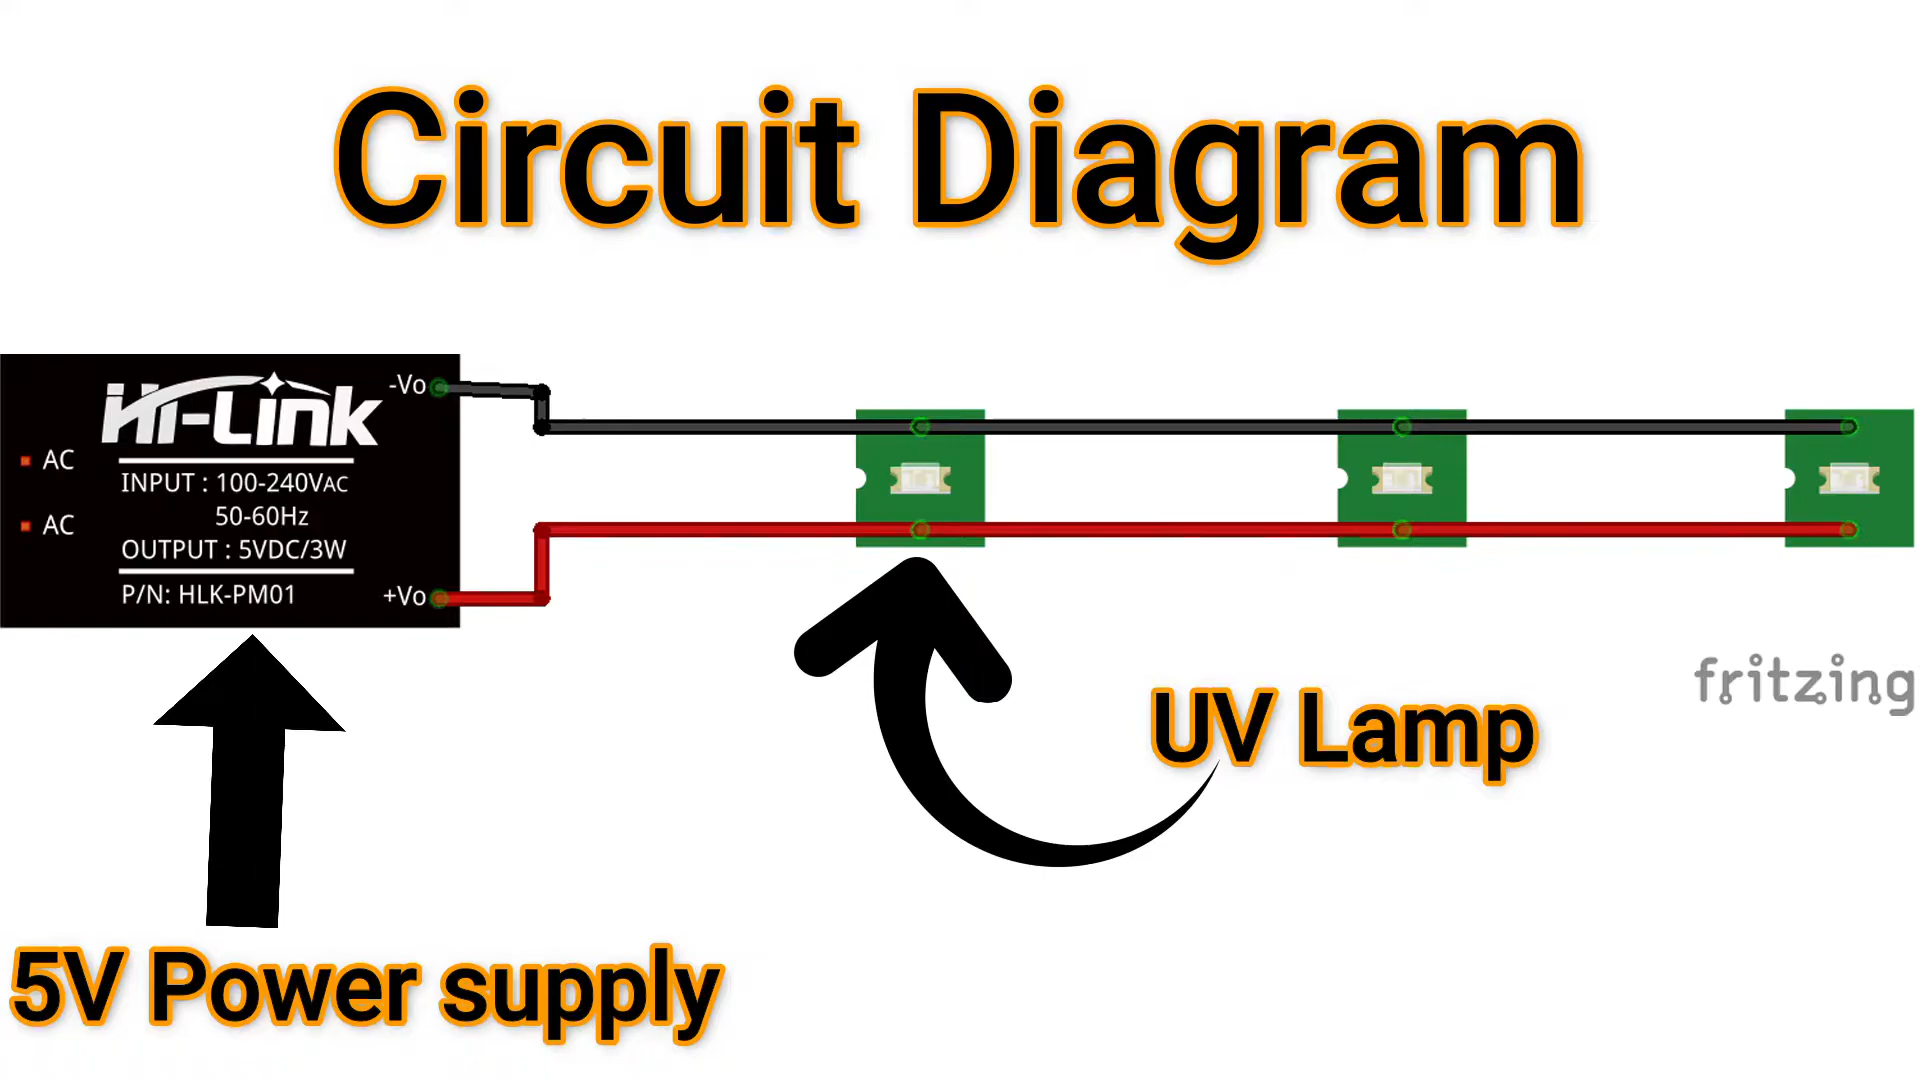 Circuit Diagram
Hi-Link
-Vo
AC
INPUT : 100-240VAC
50-60Hz
AC
OUTPUT : 5VDC/3W
P/N: HLK-PM01
+Vo
fritzing
UV Lamp
5V Power supply